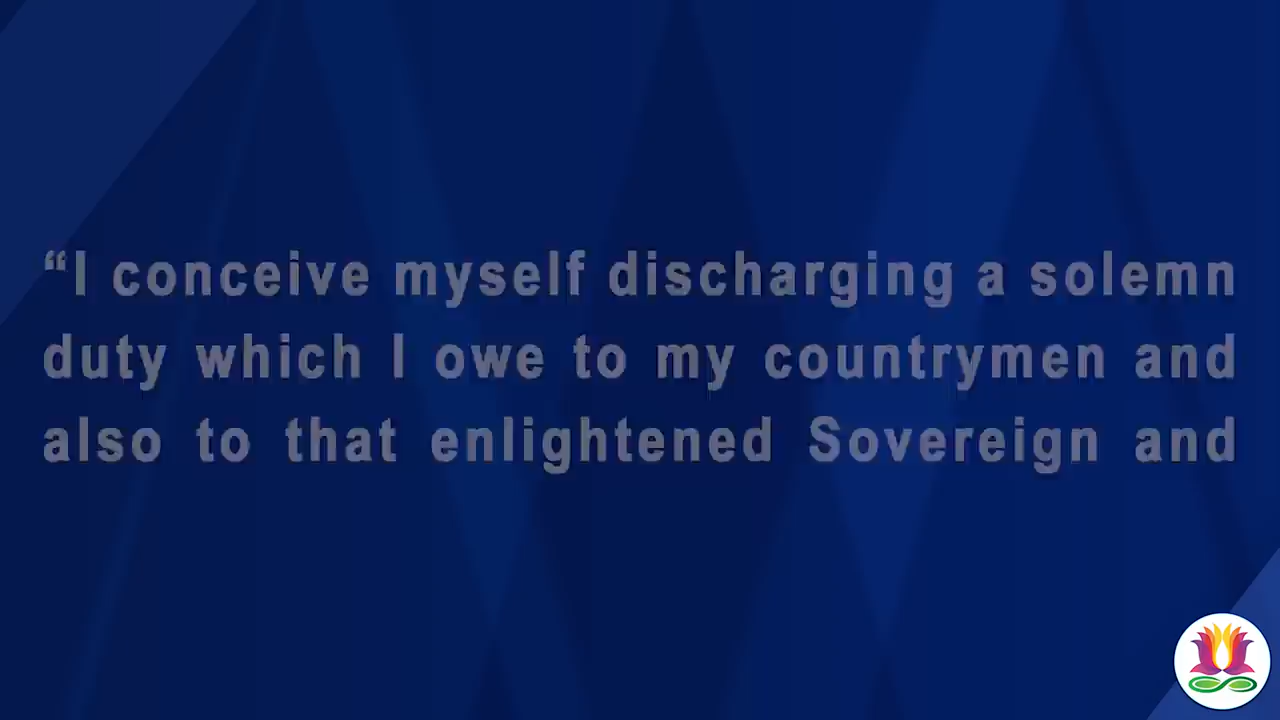 “I conceive myself discharging a solemn
duty which I owe to my countrymen and
also to that enlightened Sovereign and